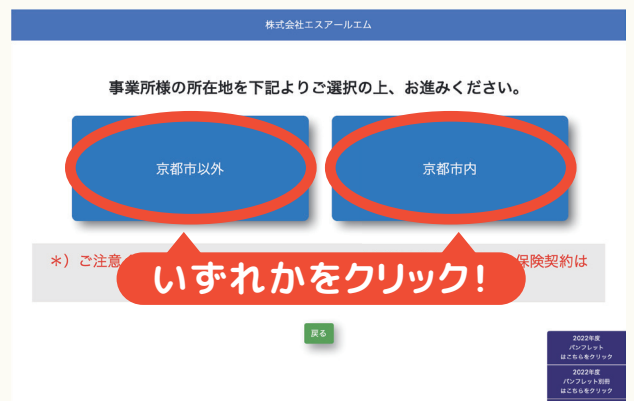 株式会社エスアールエム
事業所様の所在地を下記よりご選択の上、お進みください。
京都市以外
京都市内
*）ご注意
保険契約は
いずれかをクリック！
戻る
2022年度
パンフレット
はこちらをクリック
2022年度
パンフレット別冊
はこちらをクリック